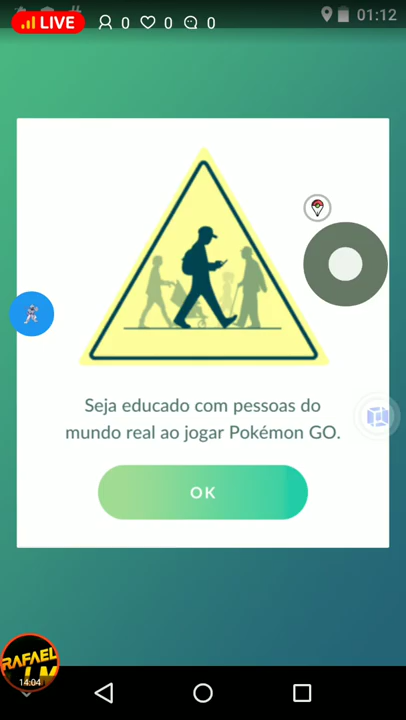 LIVE 0 0 0
01:12
Seja educado com pessoas do
mundo real ao jogar Pokémon GO.
OK
RAFAEL
LM
14:04